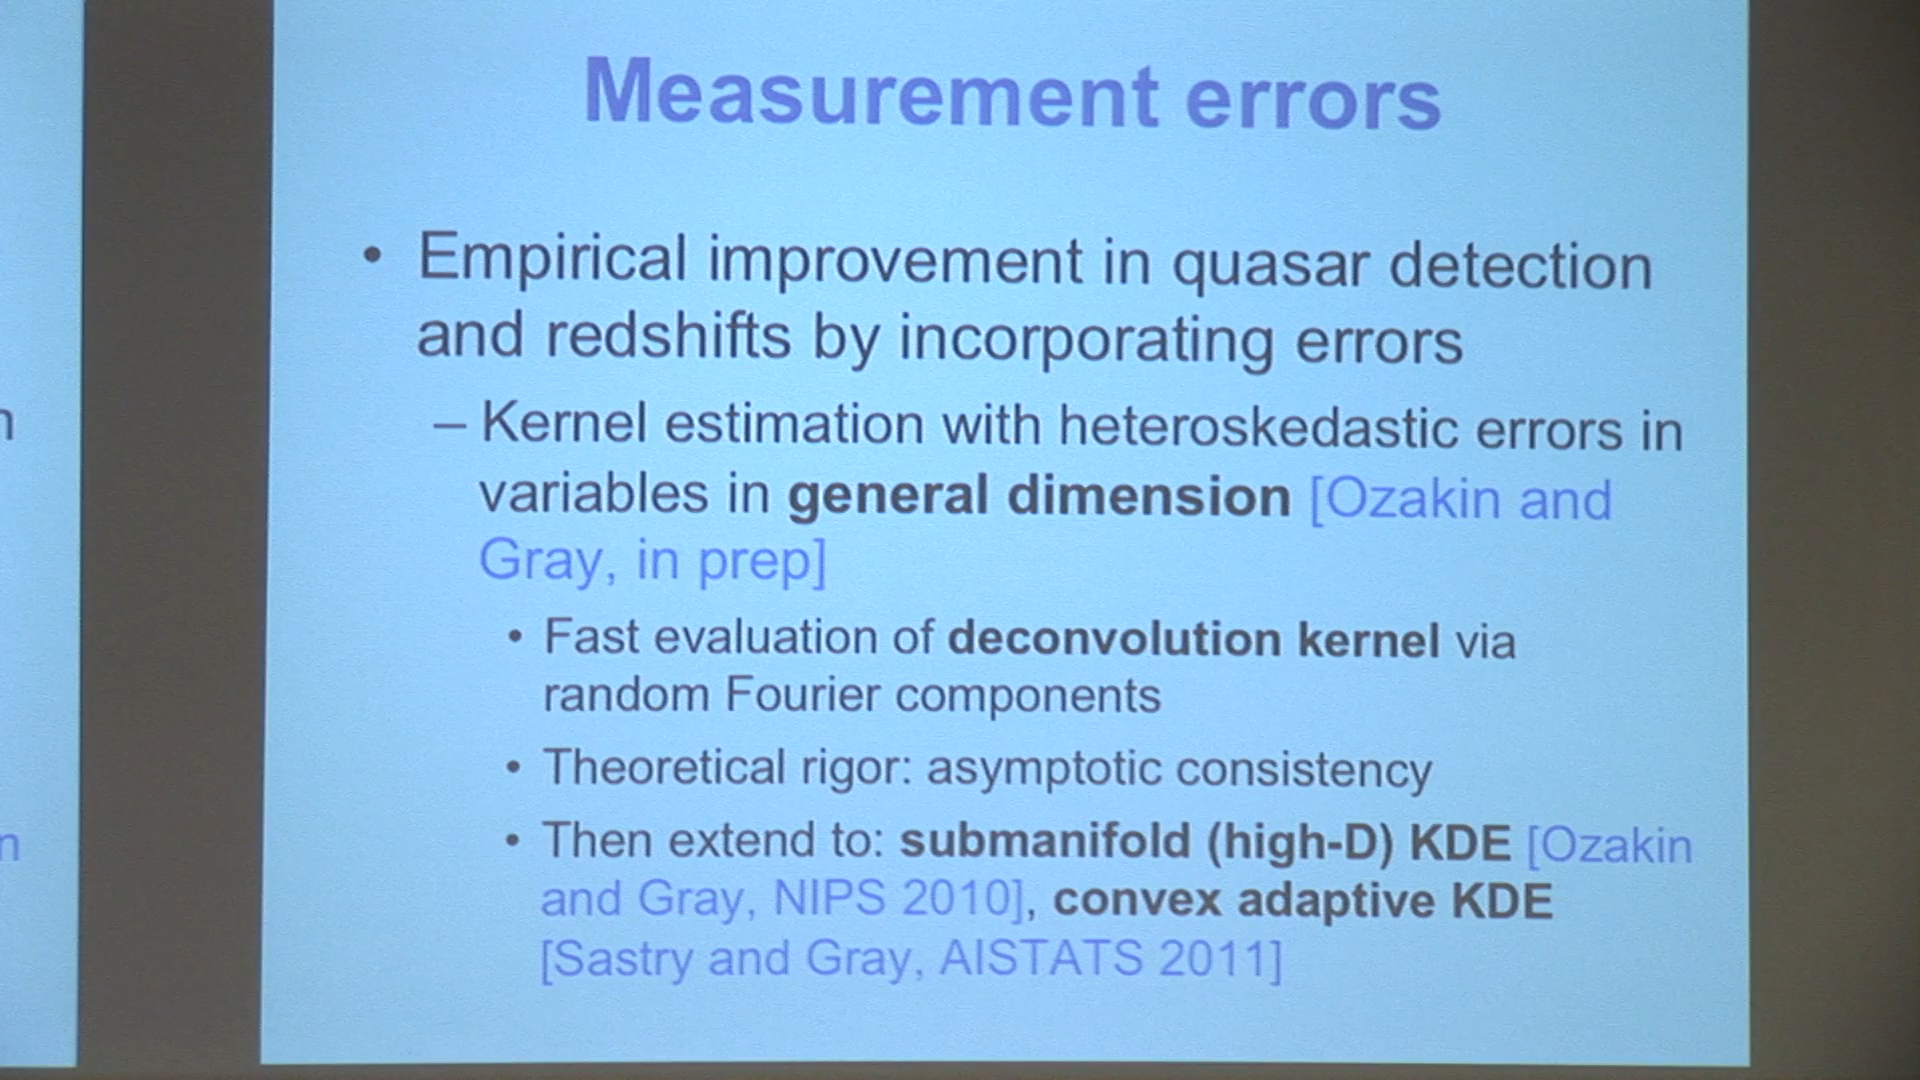 Measurement errors
• Empirical improvement in quasar detection
and redshifts by incorporating errors
– Kernel estimation with heteroskedastic errors in
variables in general dimension [Ozakin and
Gray, in prep]
• Fast evaluation of deconvolution kernel via
random Fourier components
• Theoretical rigor: asymptotic consistency
• Then extend to: submanifold (high-D) KDE [Ozakin
and Gray, NIPS 2010], convex adaptive KDE
[Sastry and Gray, AISTATS 2011]